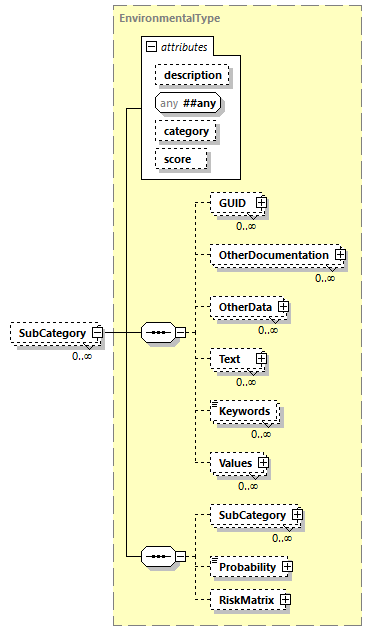 EnvironmentalType
attributes
description
any ##any
category
score
GUID
0..∞
OtherDocumentation
0..∞
OtherData
0..∞
SubCategory
0..∞
Text
0..∞
Keywords
0..∞
Values
0..∞
SubCategory
0..∞
Probability
RiskMatrix